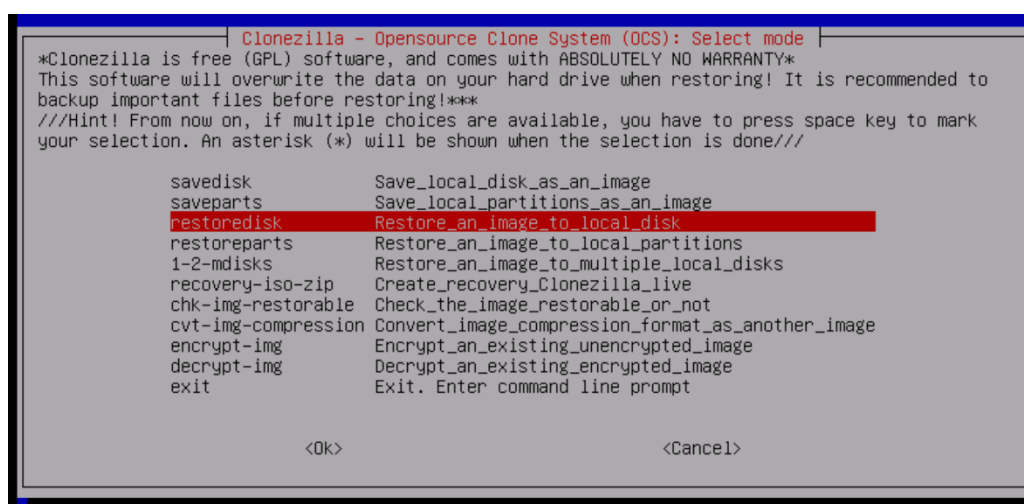 Clonezilla - Opensource Clone System (OCS): Select mode
*Clonezilla is free (GPL) software, and comes with ABSOLUTELY NO WARRANTY*
This software will overwrite the data on your hard drive when restoring! It is recommended to
backup important files before restoring!***
///Hint! From now on, if multiple choices are available, you have to press space key to mark
your selection. An asterisk (*) will be shown when the selection is done///
savedisk Save_local_disk_as_an_image
saveparts Save_local_partitions_as_an_image
restoredisk Restore_an_image_to_local_disk
restoreparts Restore_an_image_to_local_partitions
1-2-mdisks Restore_an_image_to_multiple_local_disks
recovery-iso-zip Create_recovery_Clonezilla_live
chk-img-restorable Check_the_image_restorable_or_not
cvt-img-compression Convert_image_compression_format_as_another_image
encrypt-img Encrypt_an_existing_unencrypted_image
decrypt-img Decrypt_an_existing_encrypted_image
exit Exit. Enter command line prompt
<Ok> <Cancel>